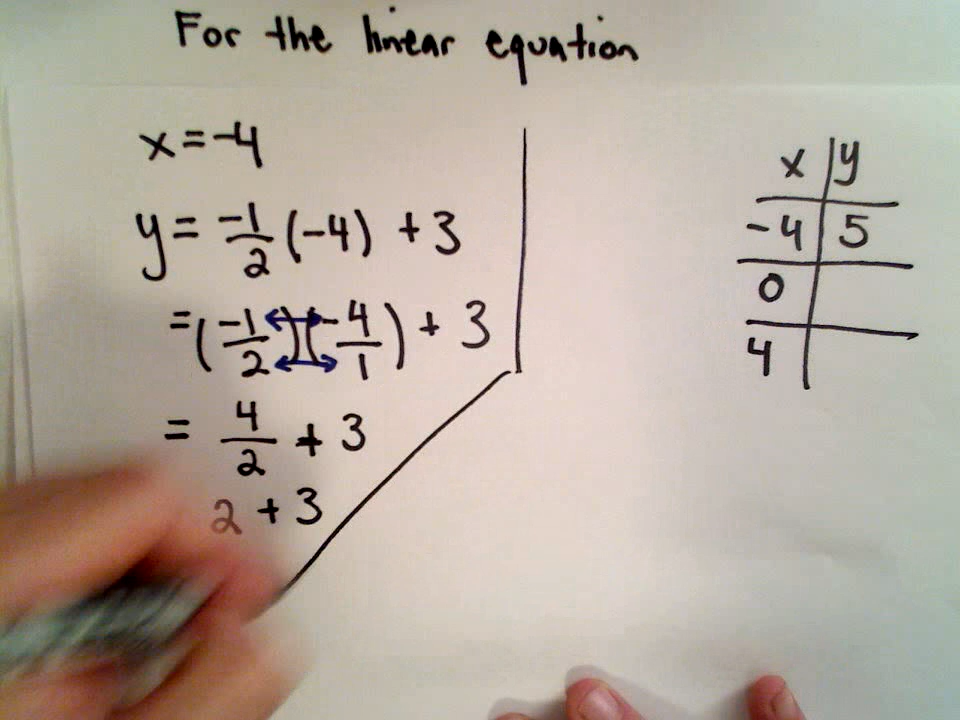 For the linear equation
x = -4
y = -1/2 (-4) + 3
= (-1/2)(-4/1) + 3
= 4/2 + 3
2 + 3
x | y
-4 | 5
0
4